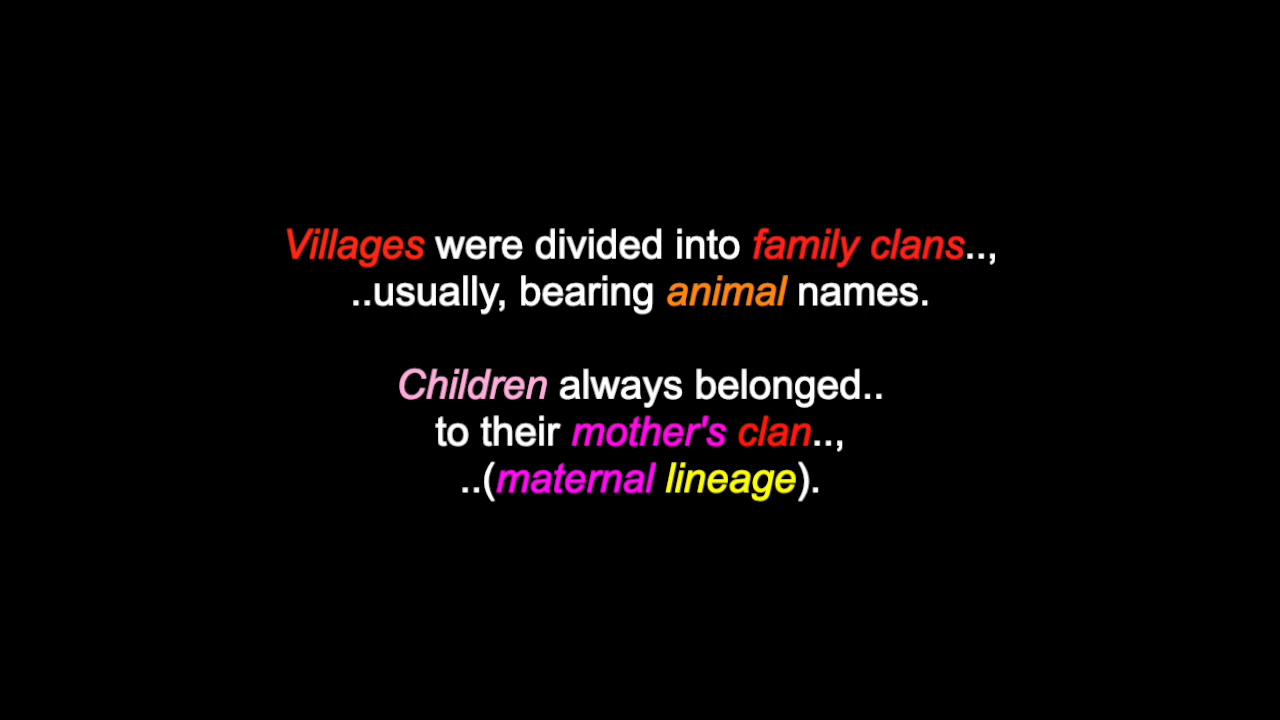 Villages were divided into family clans..,
..usually, bearing animal names.
Children always belonged..
to their mother's clan..,
..(maternal lineage).